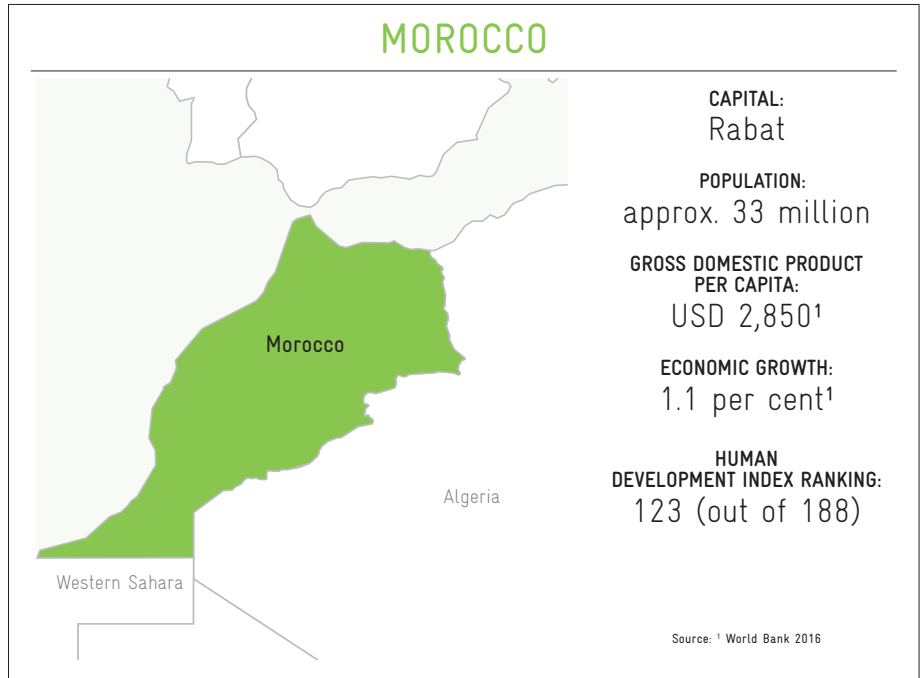 MOROCCO
Morocco
Algeria
Western Sahara
CAPITAL:
Rabat
POPULATION:
approx. 33 million
GROSS DOMESTIC PRODUCT
PER CAPITA:
USD 2,850¹
ECONOMIC GROWTH:
1.1 per cent¹
HUMAN
DEVELOPMENT INDEX RANKING:
123 (out of 188)
Source: ¹ World Bank 2016